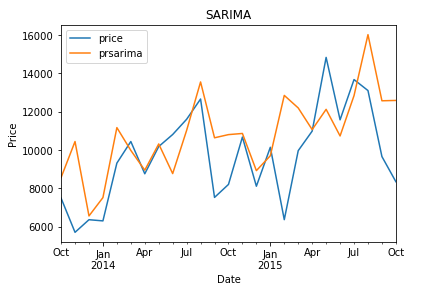 SARIMA
price
prsarima
Price
16000
14000
12000
10000
8000
6000
Oct Jan Apr Jul Oct Jan Apr Jul Oct
2014 2015
Date